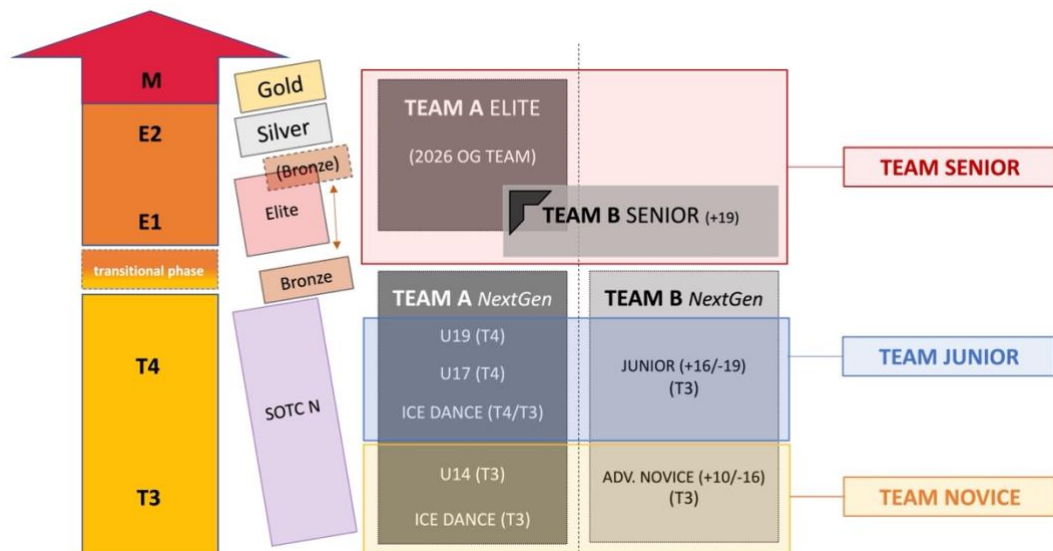 M
E2
E1
transitional phase
T4
T3
Gold
Silver
(Bronze)
Elite
Bronze
SOTC N
TEAM A ELITE
(2026 OG TEAM)
TEAM B SENIOR (+19)
TEAM A NextGen
U19 (T4)
U17 (T4)
ICE DANCE (T4/T3)
U14 (T3)
ICE DANCE (T3)
TEAM B NextGen
JUNIOR (+16/-19)
(T3)
ADV. NOVICE (+10/-16)
(T3)
TEAM SENIOR
TEAM JUNIOR
TEAM NOVICE